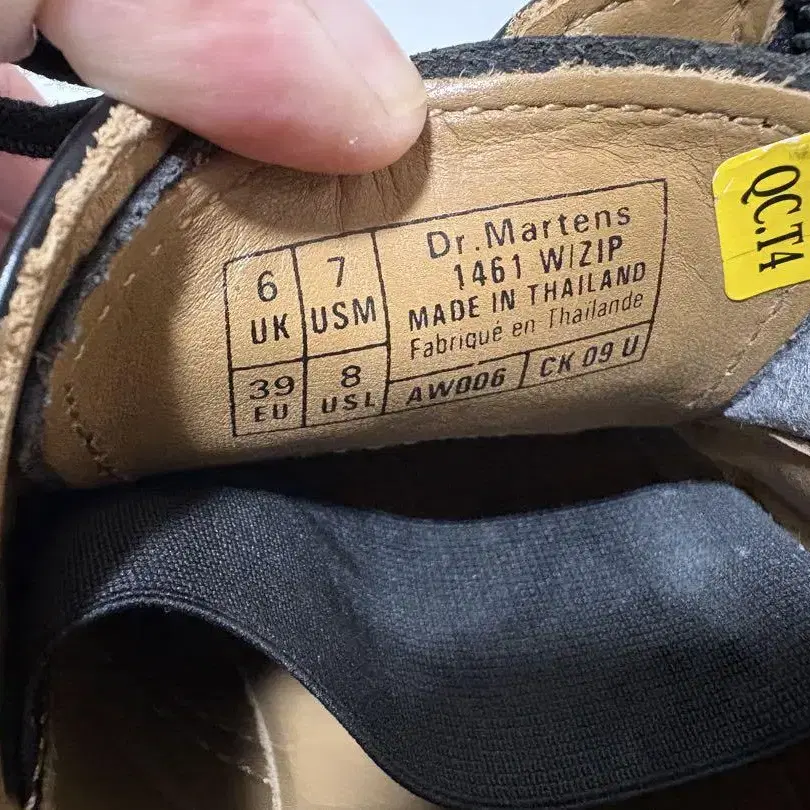 6 UK
7 USM
39 EU
8 USL
Dr.Martens
1461 W/ZIP
MADE IN THAILAND
Fabriqué en Thaïlande
AW006
CK 09 U
QC.T4